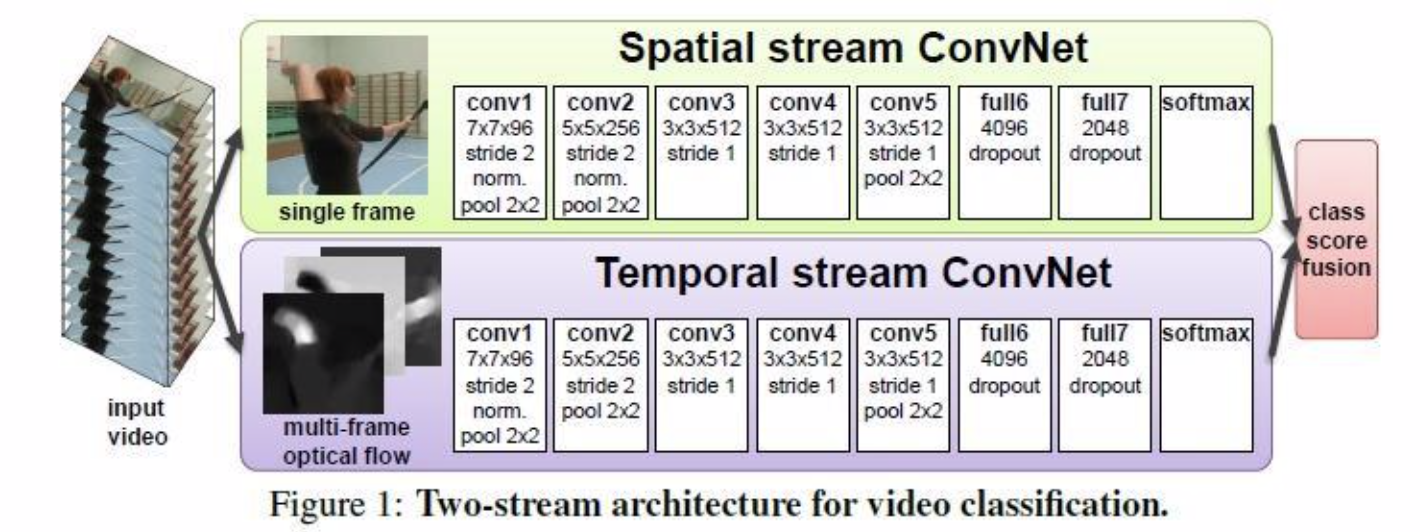 Spatial stream ConvNet
single frame
conv1
7x7x96
stride 2
norm.
pool 2x2
conv2
5x5x256
stride 2
norm.
pool 2x2
conv3
3x3x512
stride 1
conv4
3x3x512
stride 1
conv5
3x3x512
stride 1
pool 2x2
full6
4096
dropout
full7
2048
dropout
softmax
Temporal stream ConvNet
multi-frame
optical flow
conv1
7x7x96
stride 2
norm.
pool 2x2
conv2
5x5x256
stride 2
pool 2x2
conv3
3x3x512
stride 1
conv4
3x3x512
stride 1
conv5
3x3x512
stride 1
pool 2x2
full6
4096
dropout
full7
2048
dropout
softmax
input
video
class
score
fusion
Figure 1: Two-stream architecture for video classification.